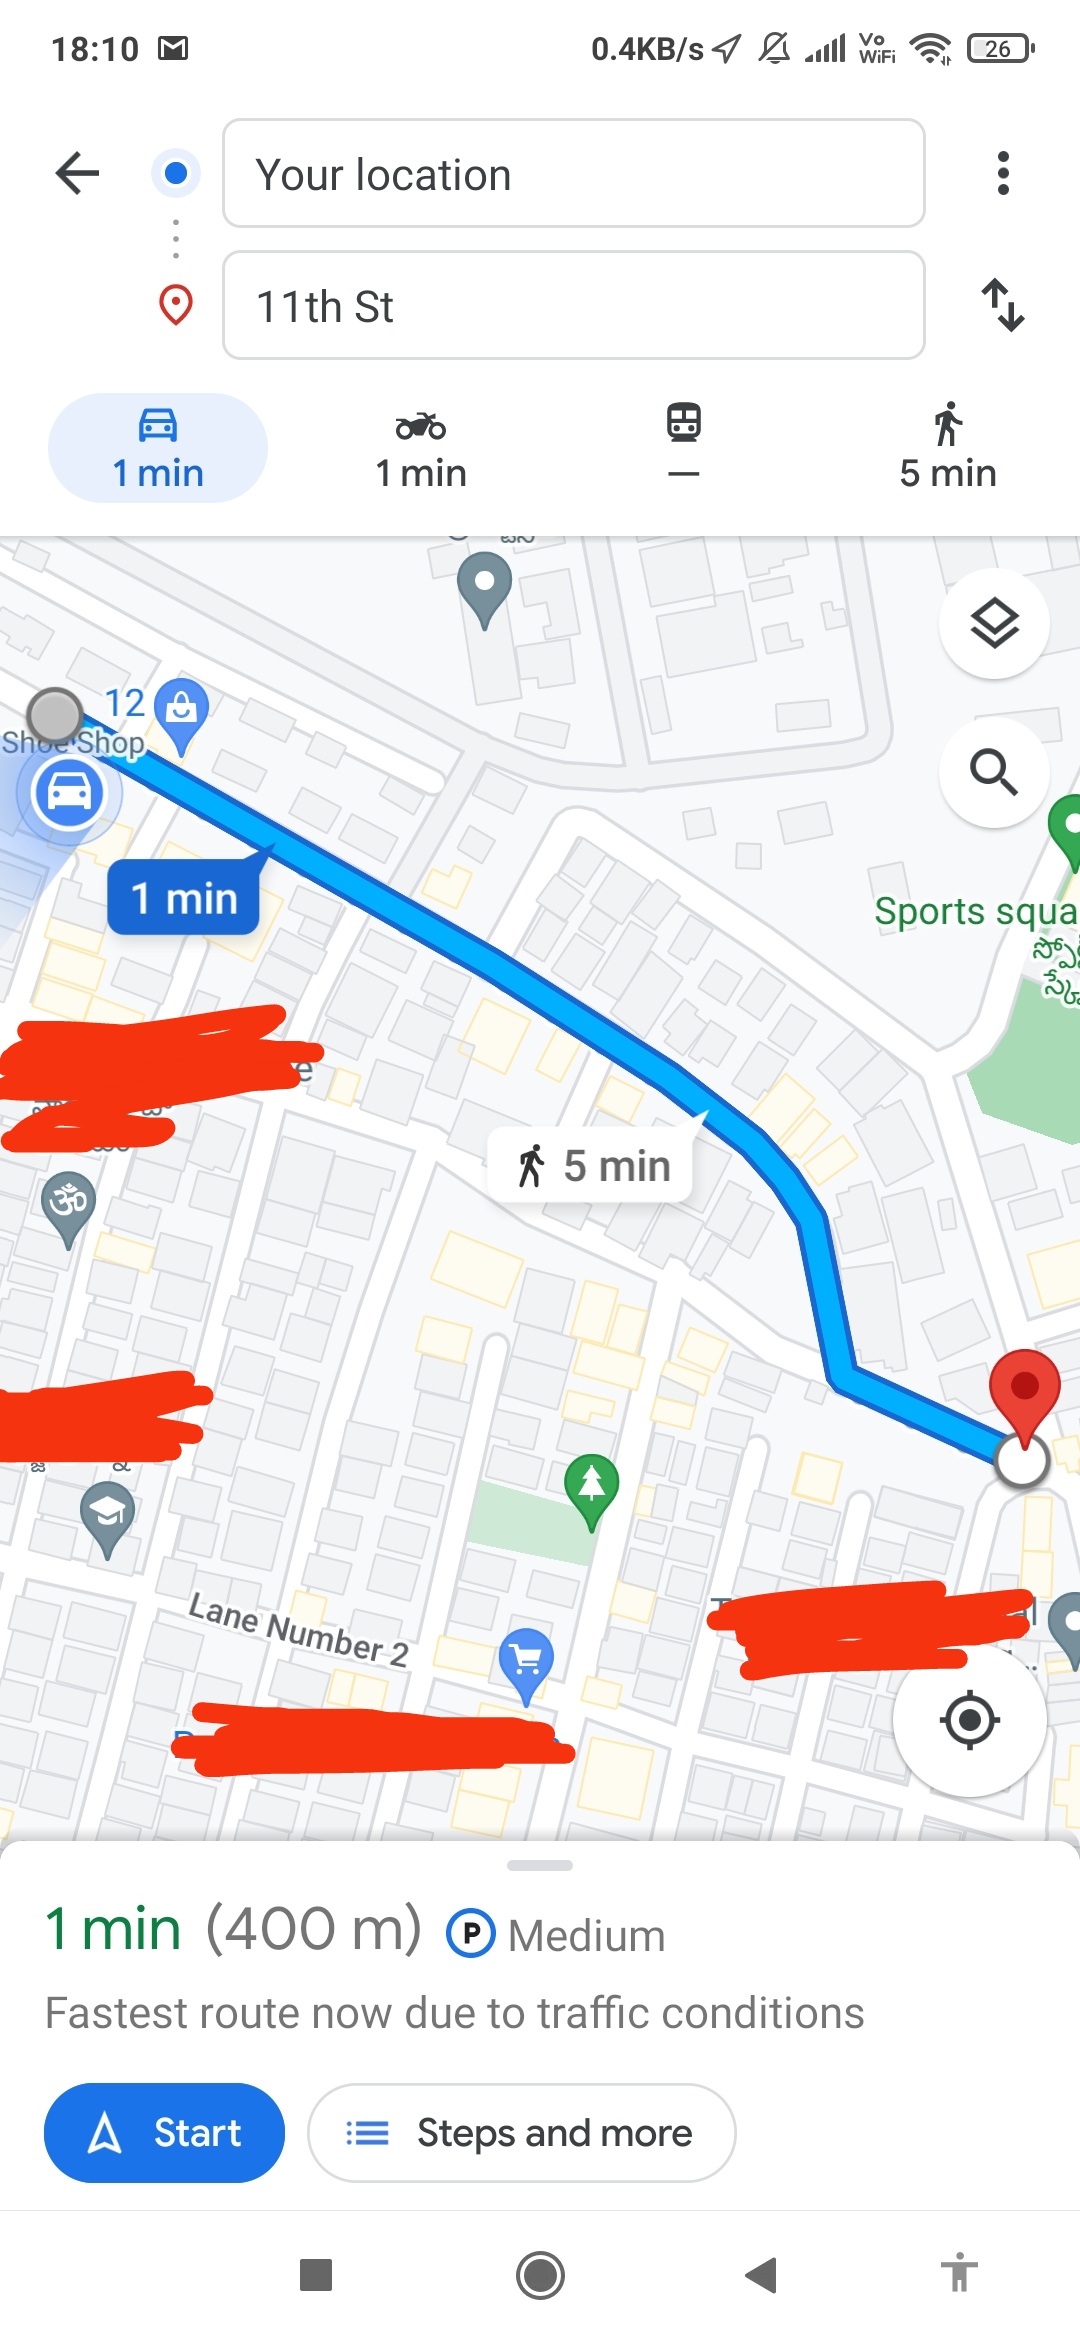 18:10
0.4KB/s
Vo
WiFi
26
Your location
11th St
1 min
1 min
—
5 min
12
Shoe Shop
1 min
Sports squa
5 min
Lane Number 2
1 min (400 m) P Medium
Fastest route now due to traffic conditions
Start
Steps and more